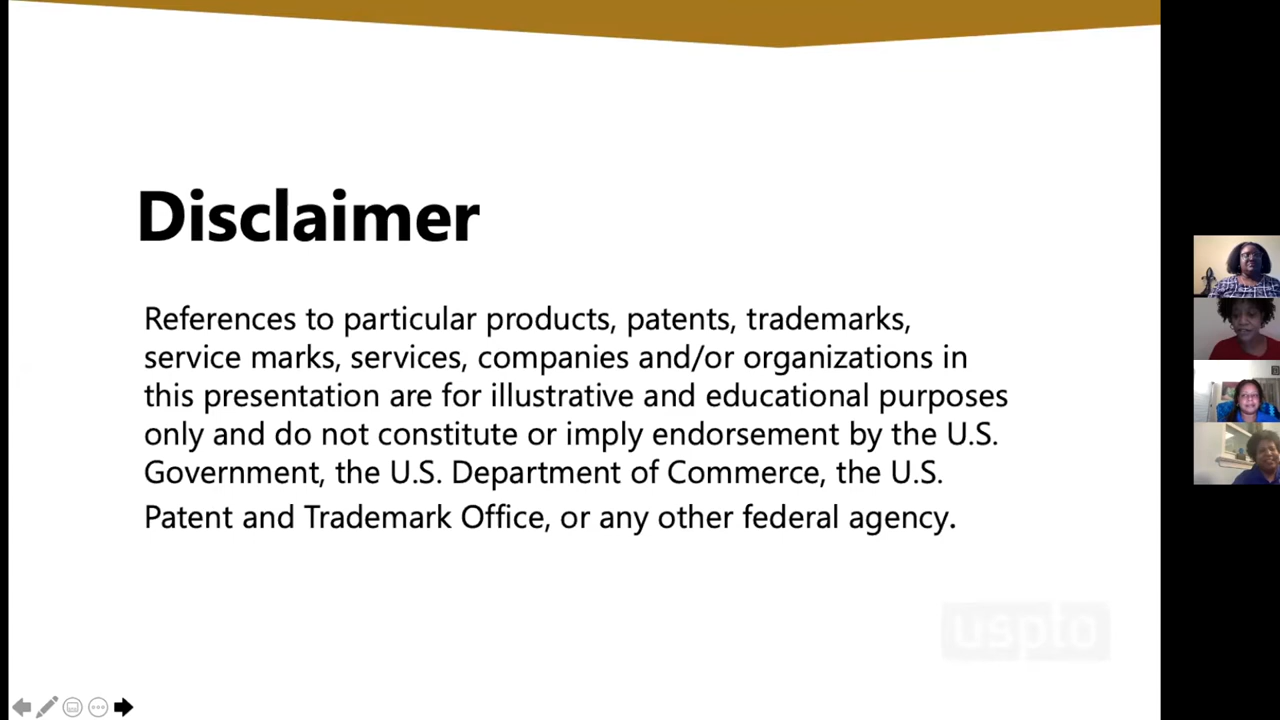 Disclaimer
References to particular products, patents, trademarks,
service marks, services, companies and/or organizations in
this presentation are for illustrative and educational purposes
only and do not constitute or imply endorsement by the U.S.
Government, the U.S. Department of Commerce, the U.S.
Patent and Trademark Office, or any other federal agency.
uspto